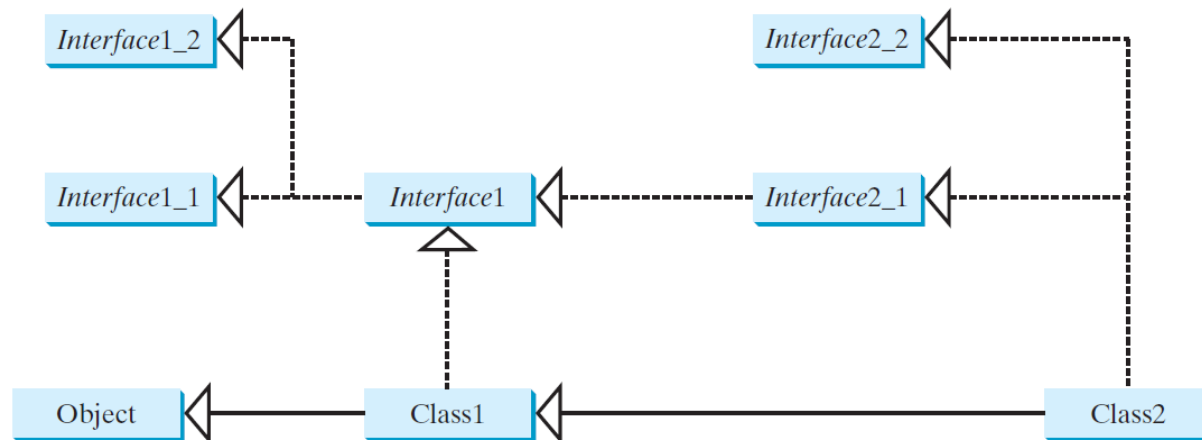 Interface1_2
Interface2_2
Interface1_1
Interface1
Interface2_1
Object
Class1
Class2